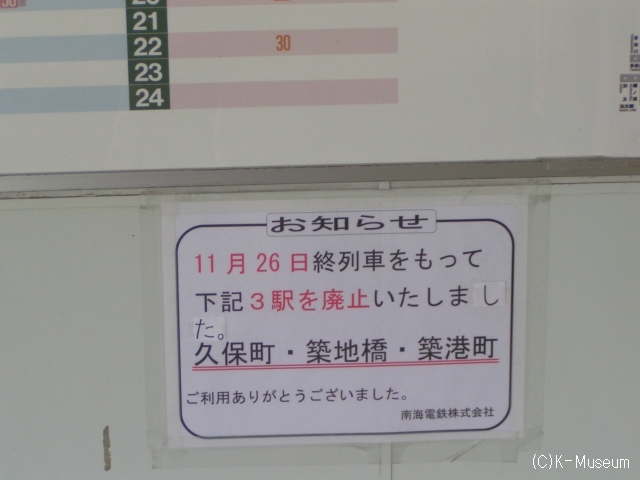 20
21
22 30
23
24
お知らせ
11月26日終列車をもって
下記3駅を廃止いたしまし
た。
久保町・築地橋・築港町
ご利用ありがとうございました。
南海電鉄株式会社
(C)K-Museum